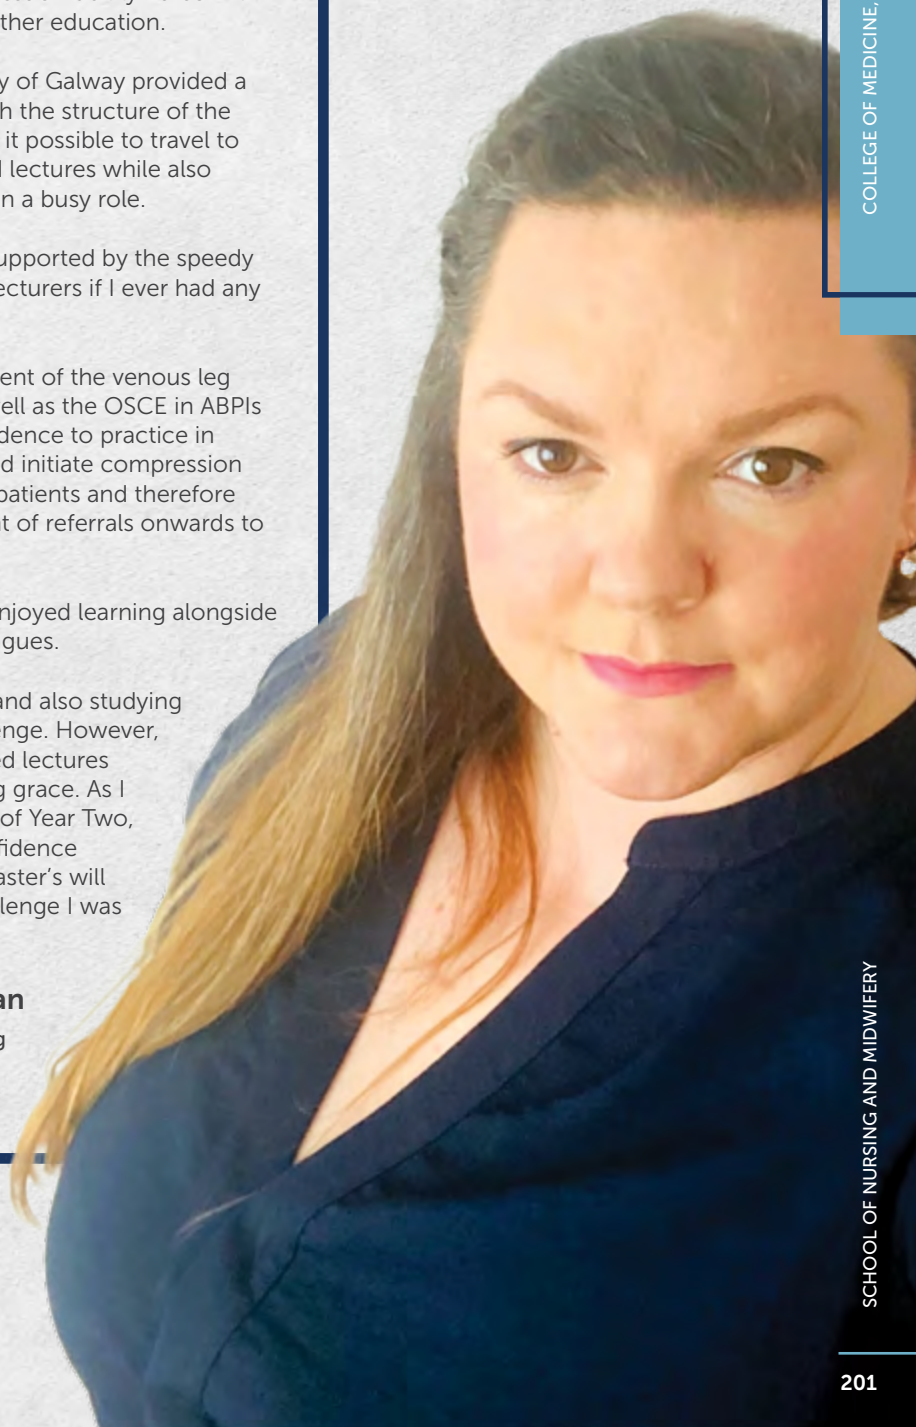 ther education.
y of Galway provided a
h the structure of the
it possible to travel to
lectures while also
n a busy role.
upported by the speedy
ecturers if I ever had any
ent of the venous leg
ell as the OSCE in ABPIs
dence to practice in
d initiate compression
patients and therefore
t of referrals onwards to
njoyed learning alongside
gues.
and also studying
enge. However,
ed lectures
g grace. As I
of Year Two,
fidence
aster's will
lenge I was
an
g
COLLEGE OF MEDICINE,
SCHOOL OF NURSING AND MIDWIFERY
201